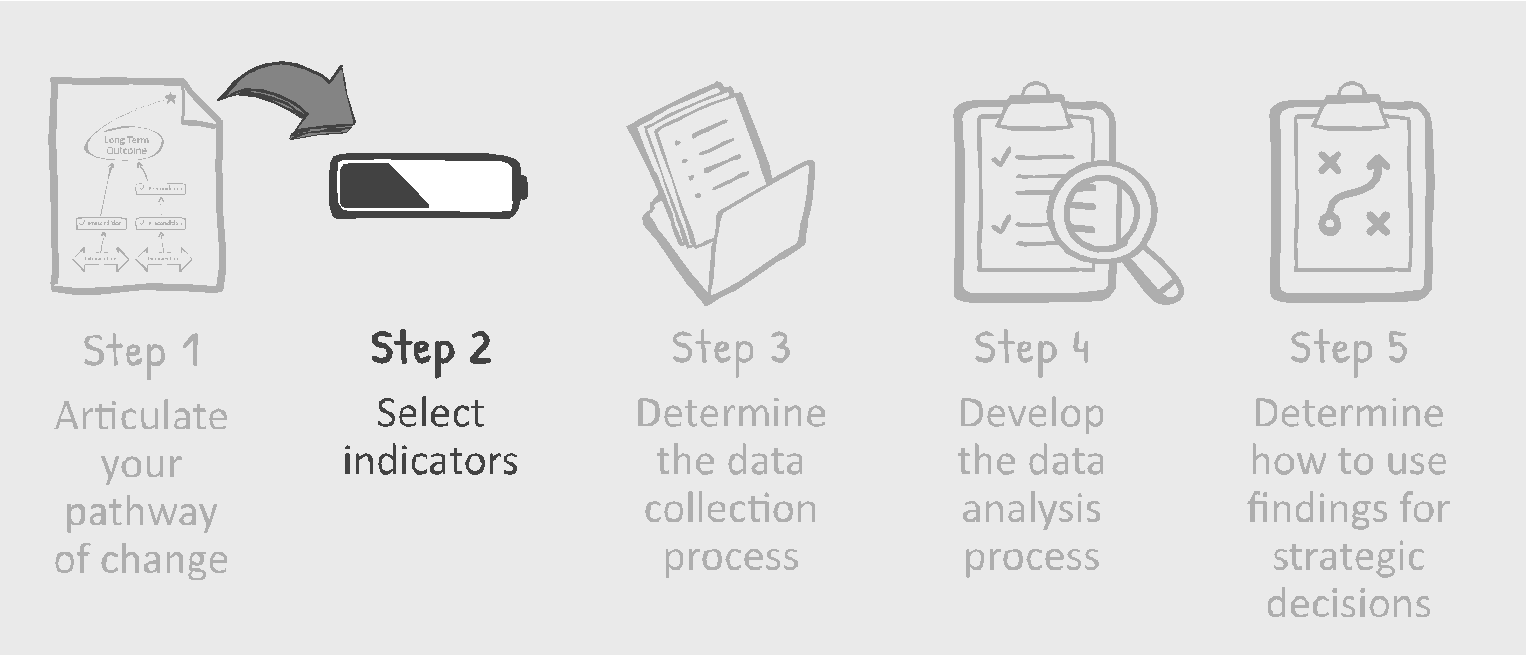 Long Term
Outcome
Step 1
Articulate
your
pathway
of change
Step 2
Select
indicators
Step 3
Determine
the data
collection
process
Step 4
Develop
the data
analysis
process
Step 5
Determine
how to use
findings for
strategic
decisions